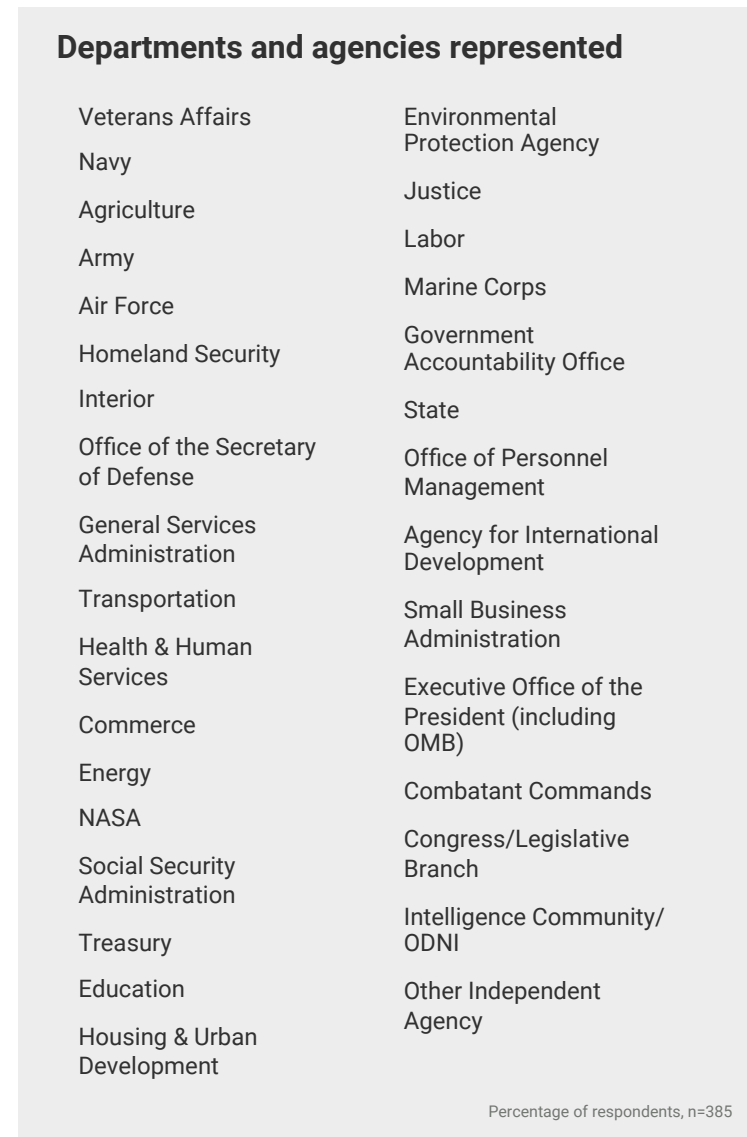 Departments and agencies represented
Veterans Affairs
Navy
Agriculture
Army
Air Force
Homeland Security
Interior
Office of the Secretary
of Defense
General Services
Administration
Transportation
Health & Human
Services
Commerce
Energy
NASA
Social Security
Administration
Treasury
Education
Housing & Urban
Development
Environmental
Protection Agency
Justice
Labor
Marine Corps
Government
Accountability Office
State
Office of Personnel
Management
Agency for International
Development
Small Business
Administration
Executive Office of the
President (including
OMB)
Combatant Commands
Congress/Legislative
Branch
Intelligence Community/
ODNI
Other Independent
Agency
Percentage of respondents, n=385